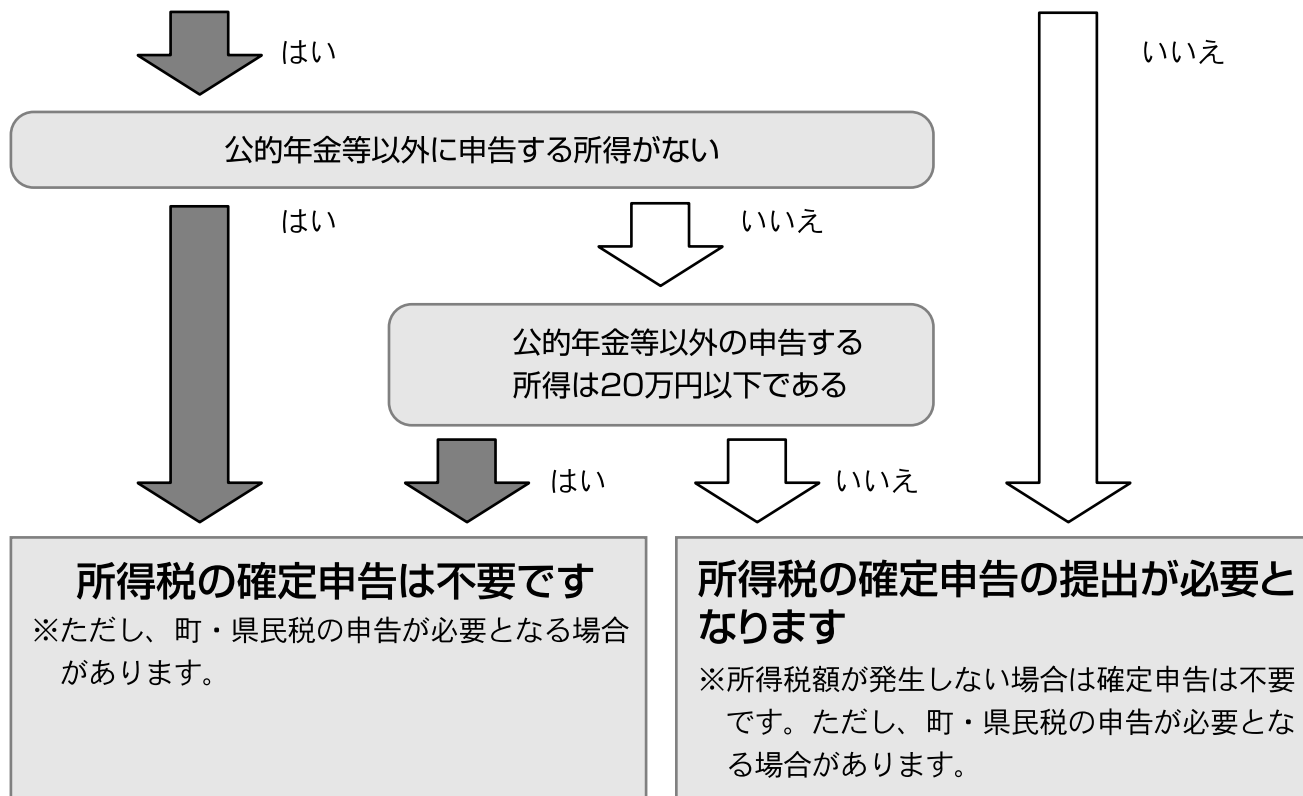 はい
いいえ
公的年金等以外に申告する所得がない
はい
いいえ
公的年金等以外の申告する
所得は20万円以下である
はい
いいえ
所得税の確定申告は不要です
※ただし、町・県民税の申告が必要となる場合
があります。
所得税の確定申告の提出が必要と
なります
※所得税額が発生しない場合は確定申告は不要
です。ただし、町・県民税の申告が必要とな
る場合があります。